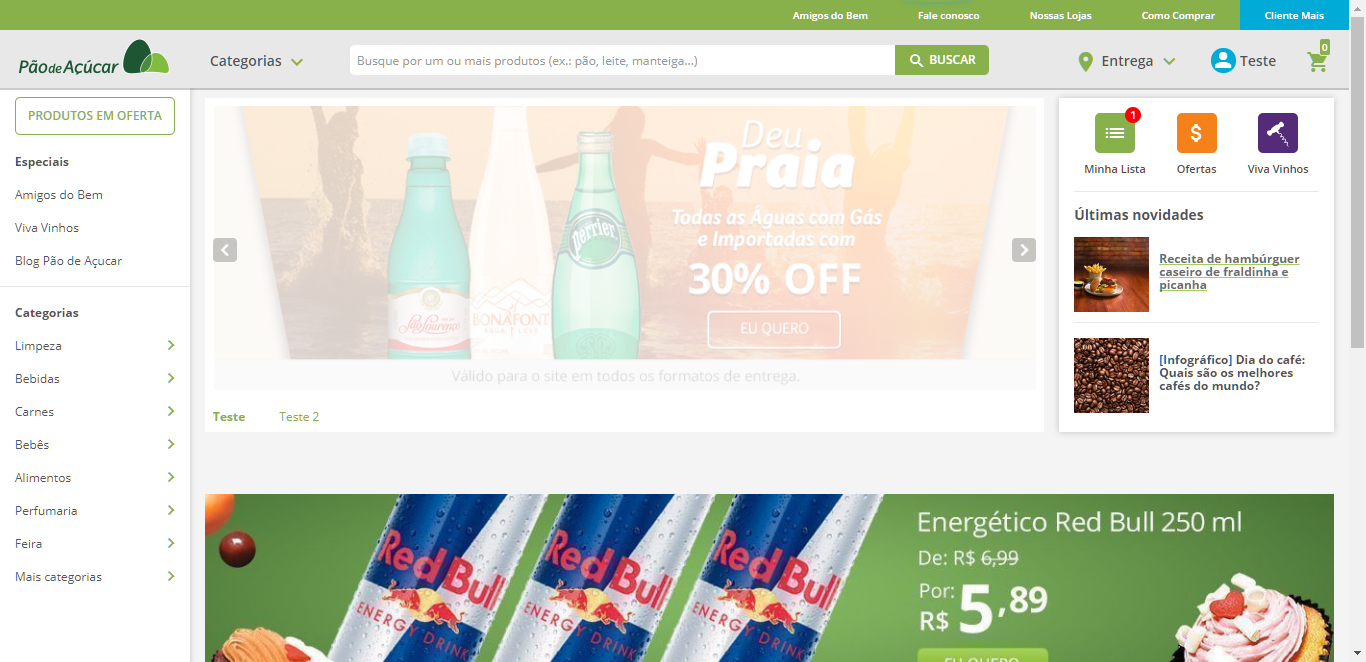 Amigos do Bem
Fale conosco
Nossas Lojas
Como Comprar
Cliente Mais
PãodeAçúcar
Categorias
Busque por um ou mais produtos (ex.: pão, leite, manteiga...)
BUSCAR
Entrega
Teste
0
PRODUTOS EM OFERTA
Especiais
Amigos do Bem
Viva Vinhos
Blog Pão de Açucar
Categorias
Limpeza
Bebidas
Carnes
Bebês
Alimentos
Perfumaria
Feira
Mais categorias
Deu
Praia
Todas as Águas com Gás
e Importadas com
30% OFF
EU QUERO
São Lourenço
BONAFONT
perrier
Válido para o site em todos os formatos de entrega.
Teste
Teste 2
1
Minha Lista
$
Ofertas
Viva Vinhos
Últimas novidades
Receita de hambúrguer
caseiro de fraldinha e
picanha
[Infográfico] Dia do café:
Quais são os melhores
cafés do mundo?
Red Bull
ENERGY DRINK
Red Bull
ENERGY DRINK
Red Bull
ENERGY DRINK
Energético Red Bull 250 ml
De: R$ 6,99
Por:
R$ 5,89
EU QUERO